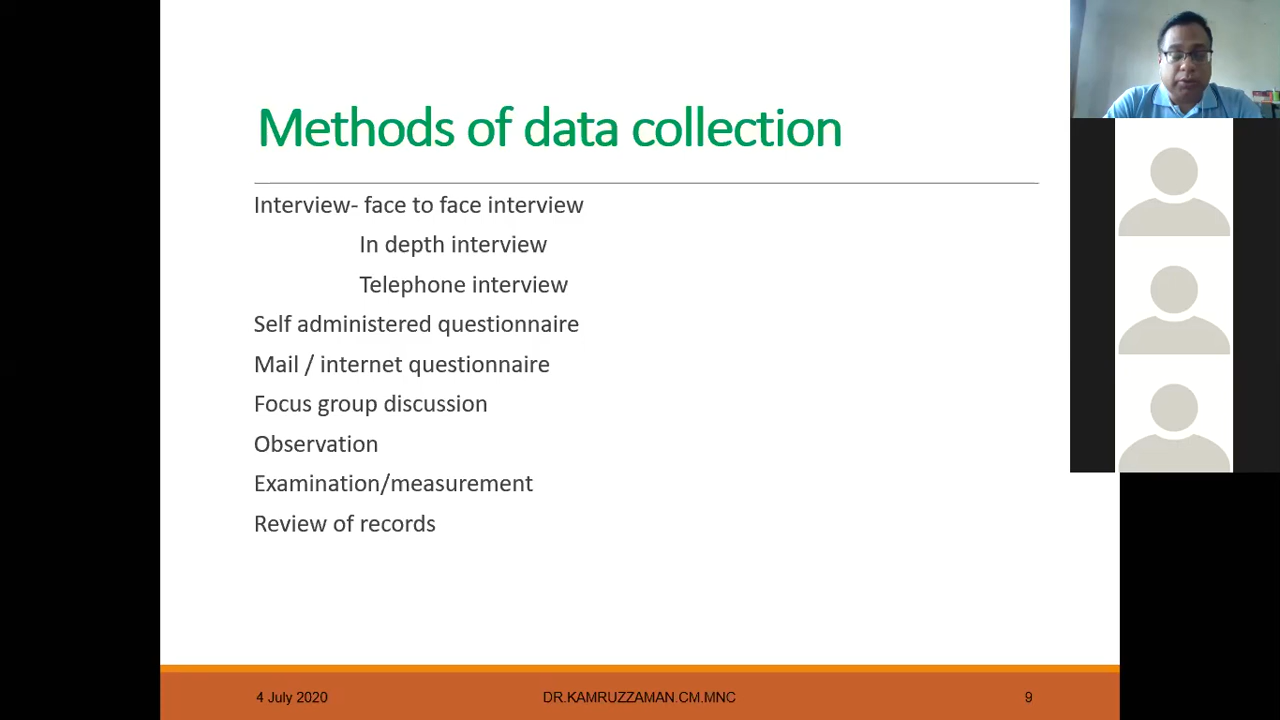 Methods of data collection
Interview- face to face interview
In depth interview
Telephone interview
Self administered questionnaire
Mail / internet questionnaire
Focus group discussion
Observation
Examination/measurement
Review of records
4 July 2020
DR.KAMRUZZAMAN.CM.MNC
9